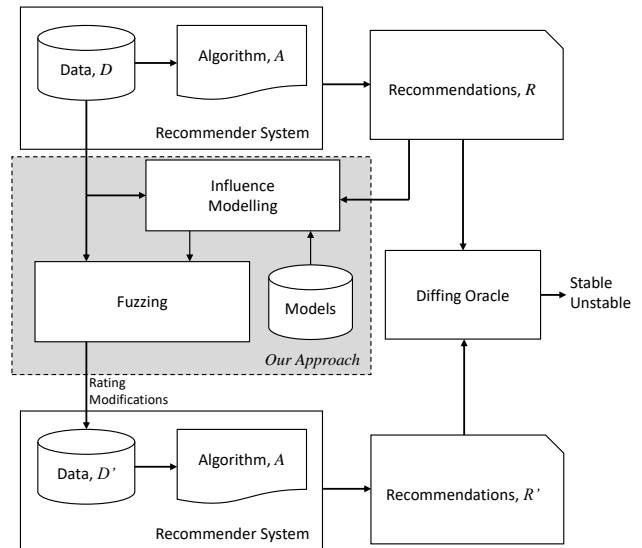 Data, D
Algorithm, A
Recommendations, R
Recommender System
Influence
Modelling
Fuzzing
Models
Diffing Oracle
Stable
Unstable
Our Approach
Rating
Modifications
Data, D’
Algorithm, A
Recommendations, R’
Recommender System